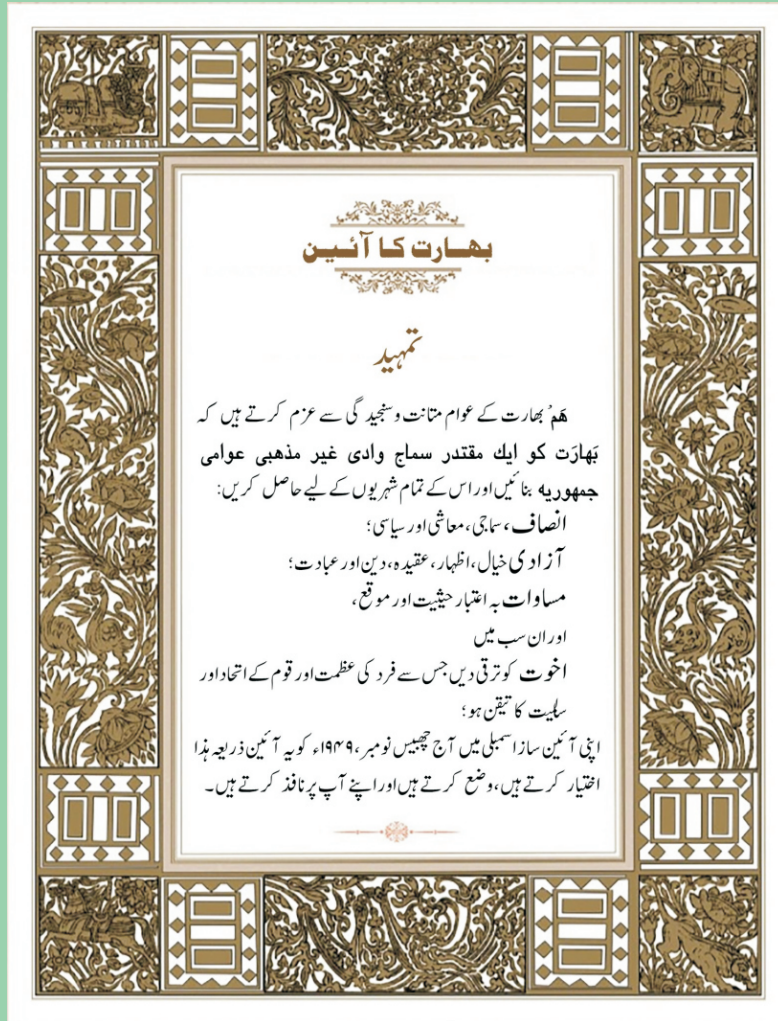 بھارت کا آئین
تمہید
ہَم بھارت کے عوام متانت و سنجیدگی سے عزم کرتے ہیں کہ
بَھارَت کو ایك مقتدر سماج وادی غیر مذھبی عوامی
جمہوریہ بنائیں اور اس کے تمام شہریوں کے لیے حاصل کریں:
انصاف، سماجی، معاشی اور سیاسی؛
آزادی خیال، اظہار، عقیدہ، دین اور عبادت؛
مساوات بہ اعتبار حیثیت اور موقع،
اور ان سب میں
اخوت کو ترقی دیں جس سے فرد کی عظمت اور قوم کے اتحاد اور
سالمیت کا تیقن ہو؛
اپنی آئین ساز اسمبلی میں آج چھبیس نومبر، ۱۹۴۹ء کو یہ آئین ذریعہ ہذا
اختیار کرتے ہیں، وضع کرتے ہیں اور اپنے آپ پر نافذ کرتے ہیں۔